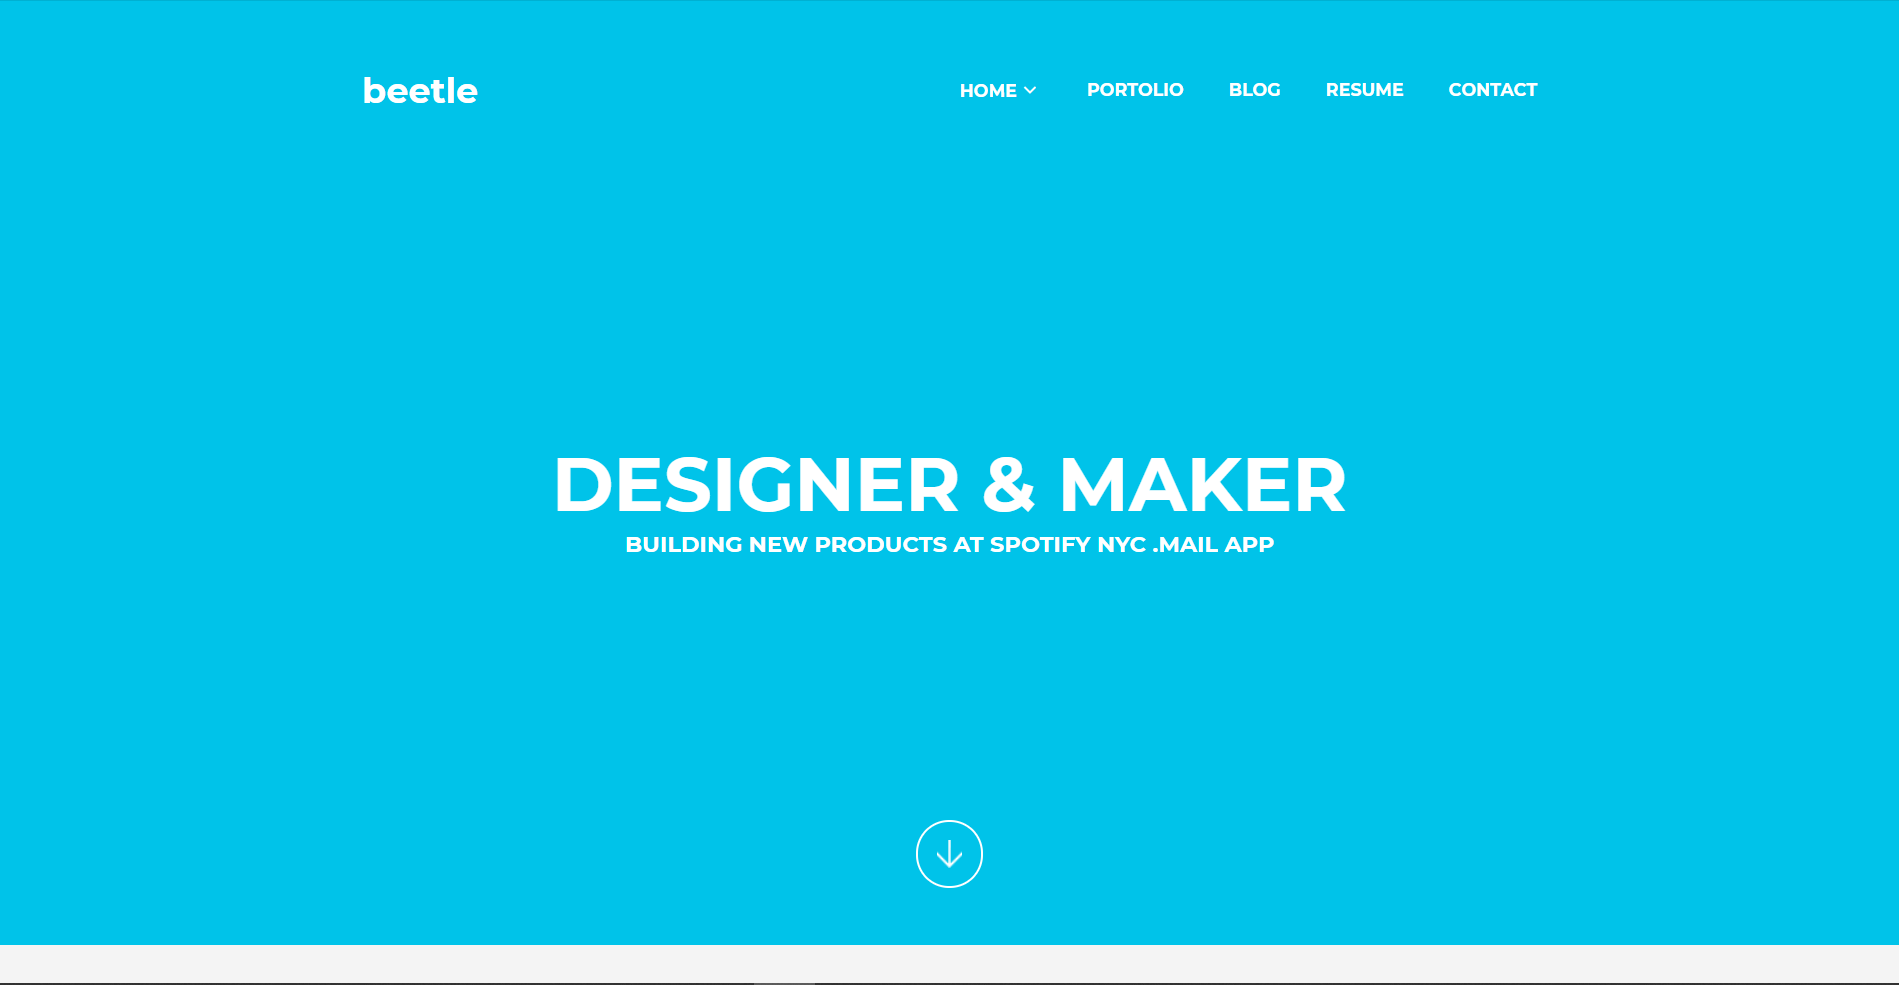 beetle
HOME PORTOLIO BLOG RESUME CONTACT
DESIGNER & MAKER
BUILDING NEW PRODUCTS AT SPOTIFY NYC .MAIL APP